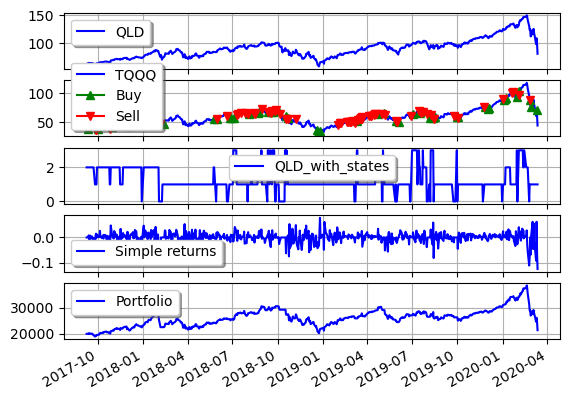 150
QLD
100
TQQQ
100
Buy
Sell
50
QLD_with_states
2
0
0.0
Simple returns
−0.1
Portfolio
30000
20000
2017-10 2018-01 2018-04 2018-07 2018-10 2019-01 2019-04 2019-07 2019-10 2020-01 2020-04